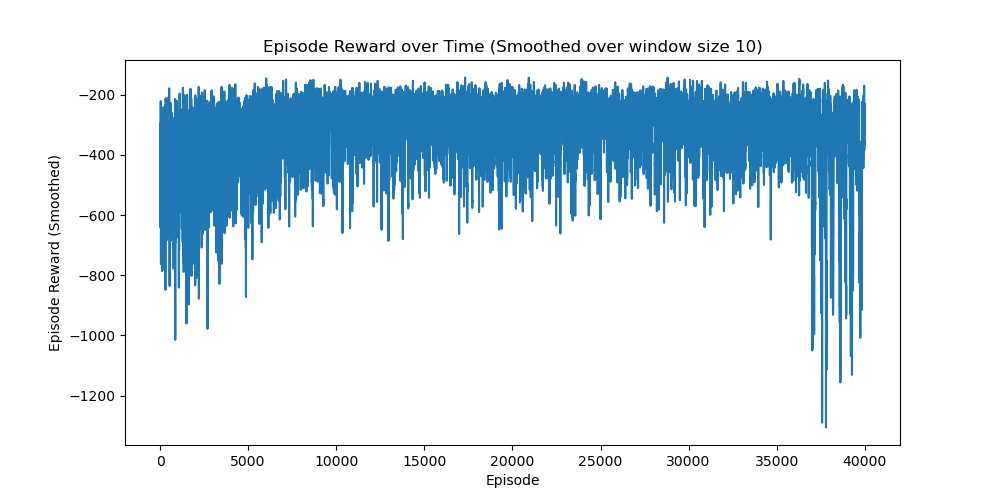 Episode Reward over Time (Smoothed over window size 10)
−200
−400
−600
−800
−1000
−1200
Episode Reward (Smoothed)
0 5000 10000 15000 20000 25000 30000 35000 40000
Episode